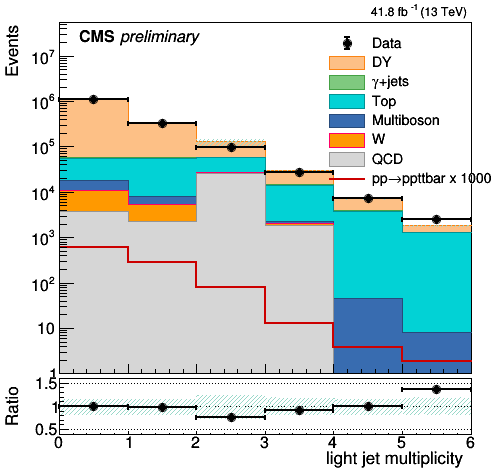 41.8 fb⁻¹ (13 TeV)
CMS preliminary
Events
10⁷
10⁶
10⁵
10⁴
10³
10²
10
1
Data
DY
γ+jets
Top
Multiboson
W
QCD
pp→ppttbar x 1000
Ratio
1.5
1
0.5
0 1 2 3 4 5 6
light jet multiplicity